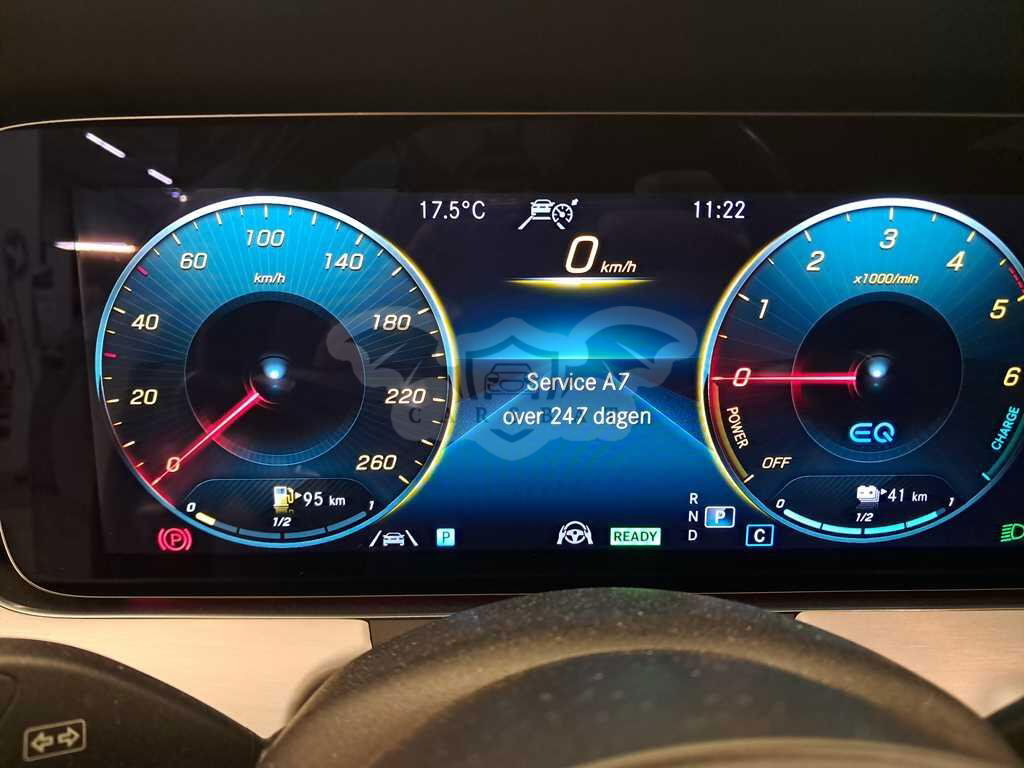 17.5°C
11:22
0 km/h
0
20
40
60
100
140
180
220
260
km/h
95 km
0
1/2
1
P
P
Service A7
over 247 dagen
READY
R
N
D
P
C
0
1
2
3
4
5
6
x1000/min
POWER
OFF
EQ
CHARGE
41 km
0
1/2
1